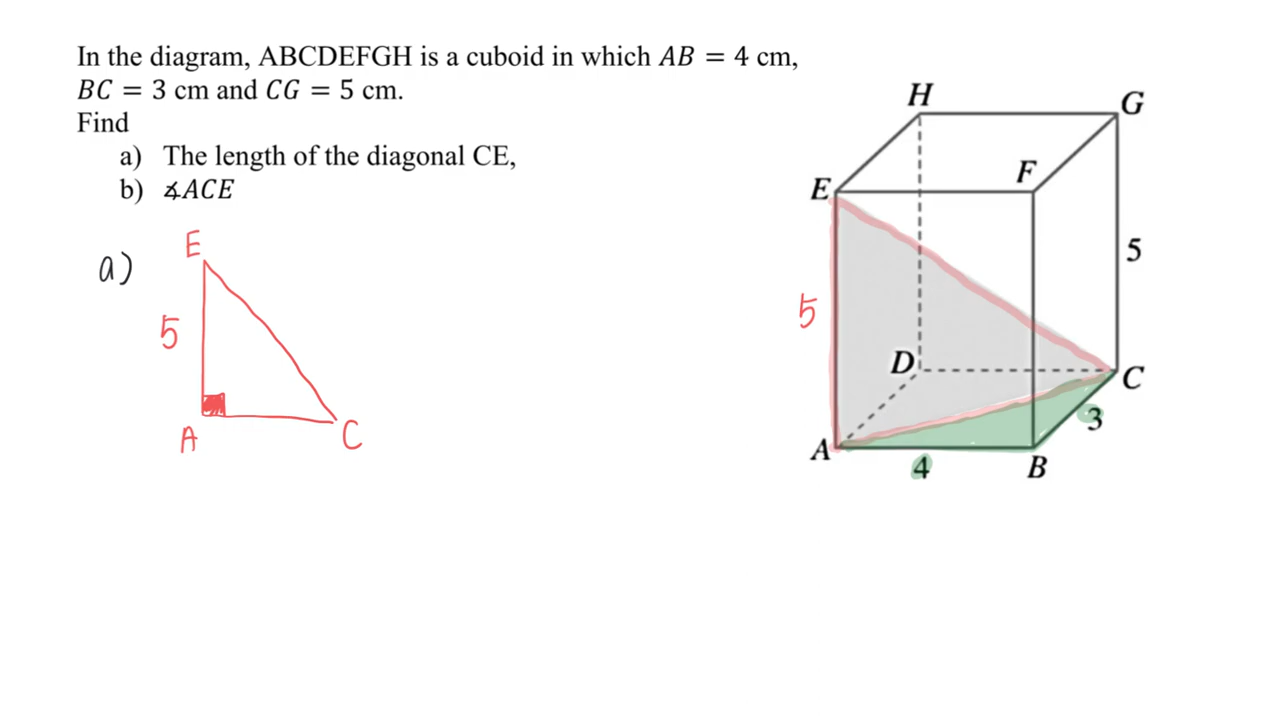 In the diagram, ABCDEFGH is a cuboid in which AB = 4 cm,
BC = 3 cm and CG = 5 cm.
Find
a) The length of the diagonal CE,
b) ∡ACE
a)
E
5
A
C
H
G
E
F
5
5
D
C
3
A
4
B